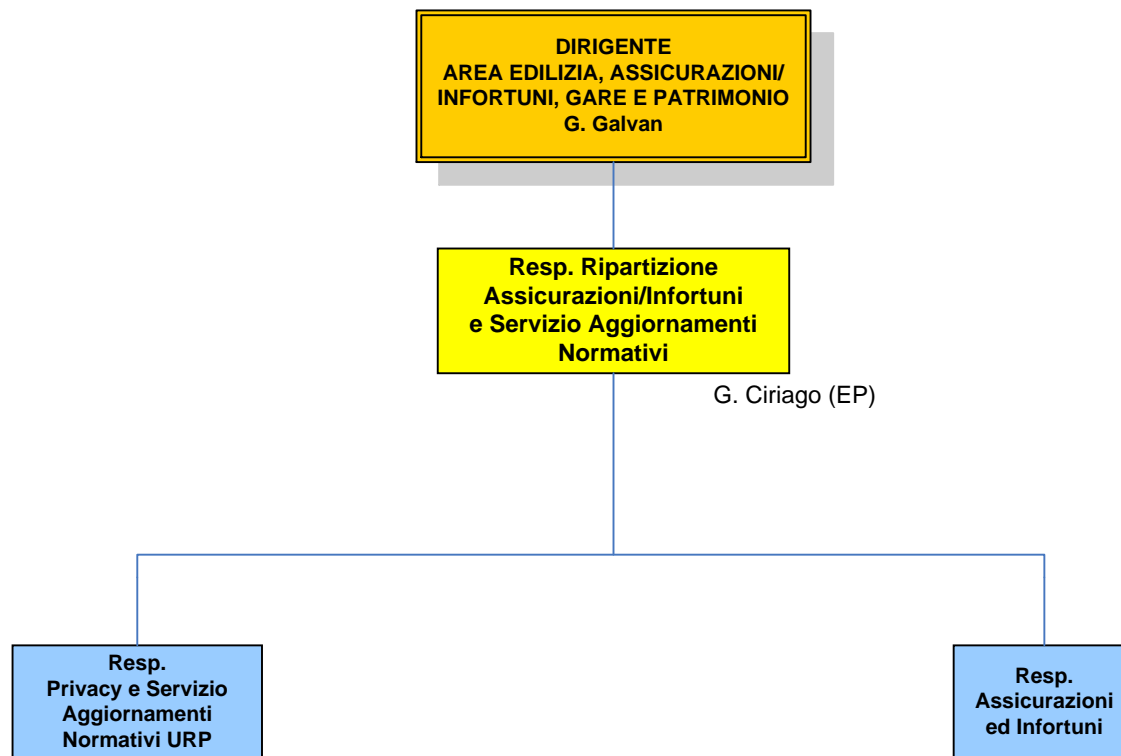 DIRIGENTE
AREA EDILIZIA, ASSICURAZIONI/
INFORTUNI, GARE E PATRIMONIO
G. Galvan
Resp. Ripartizione
Assicurazioni/Infortuni
e Servizio Aggiornamenti
Normativi
G. Ciriago (EP)
Resp.
Privacy e Servizio
Aggiornamenti
Normativi URP
Resp.
Assicurazioni
ed Infortuni